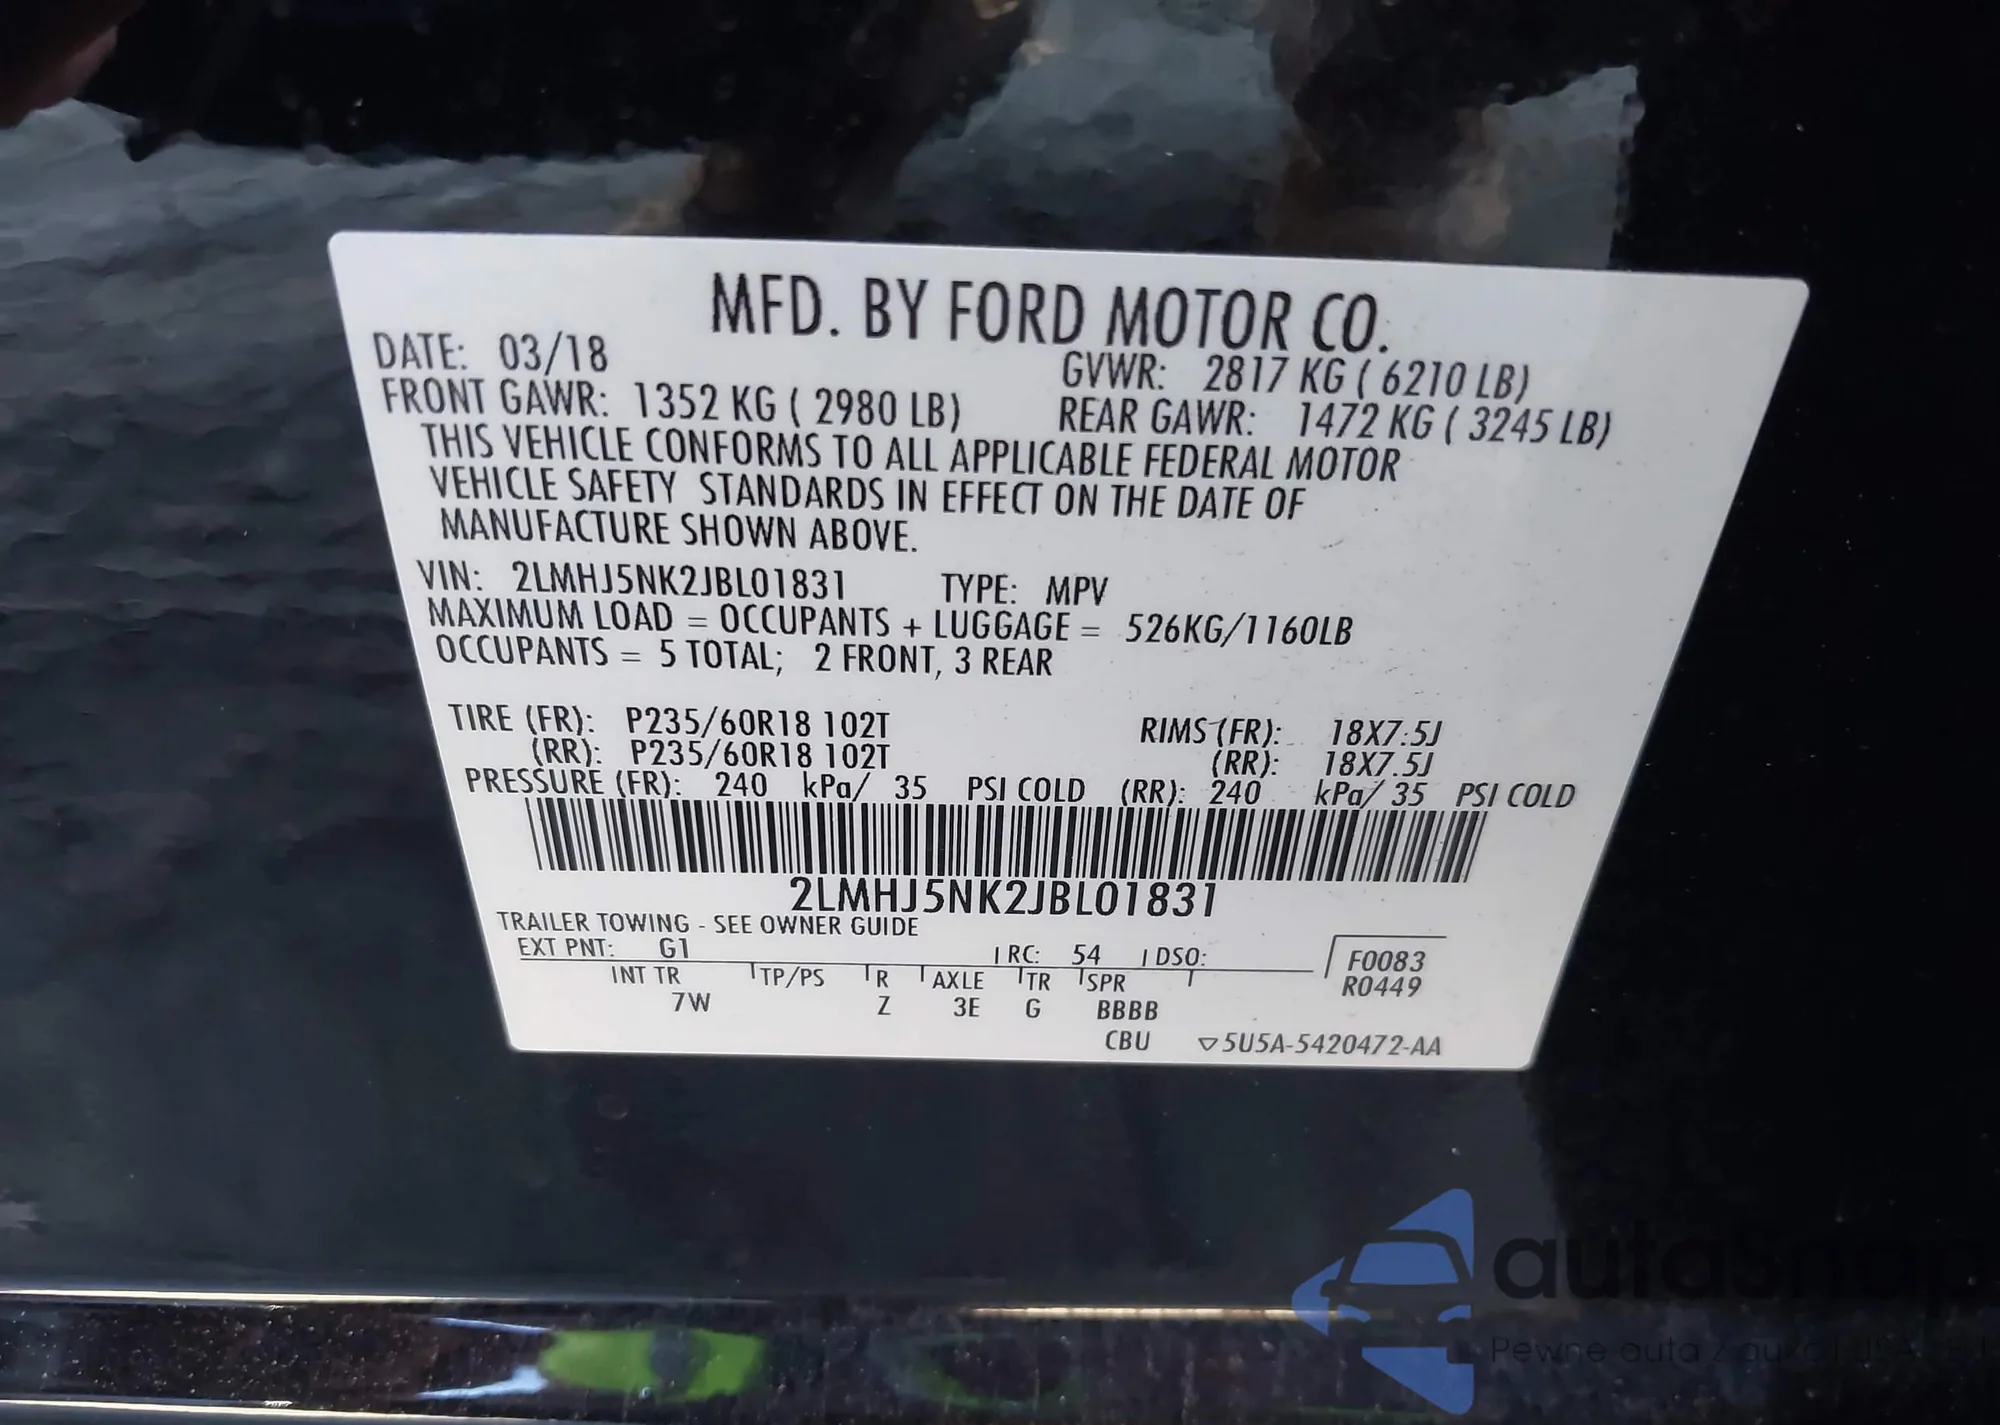 MFD. BY FORD MOTOR CO.
DATE: 03/18
GVWR: 2817 KG ( 6210 LB)
FRONT GAWR: 1352 KG ( 2980 LB) REAR GAWR: 1472 KG ( 3245 LB)
THIS VEHICLE CONFORMS TO ALL APPLICABLE FEDERAL MOTOR
VEHICLE SAFETY STANDARDS IN EFFECT ON THE DATE OF
MANUFACTURE SHOWN ABOVE.
VIN: 2LMHJ5NK2JBL01831 TYPE: MPV
MAXIMUM LOAD = OCCUPANTS + LUGGAGE = 526KG/1160LB
OCCUPANTS = 5 TOTAL; 2 FRONT, 3 REAR
TIRE (FR): P235/60R18 102T RIMS (FR): 18X7.5J
(RR): P235/60R18 102T (RR): 18X7.5J
PRESSURE (FR): 240 kPa/ 35 PSI COLD (RR): 240 kPa/ 35 PSI COLD
2LMHJ5NK2JBL01831
TRAILER TOWING - SEE OWNER GUIDE
EXT PNT: G1 RC: 54 DSO: F0083
INT TR TP/PS R AXLE TR SPR R0449
7W Z 3E G BBBB
CBU ▽5U5A-5420472-AA
autashop
Pewne auta z